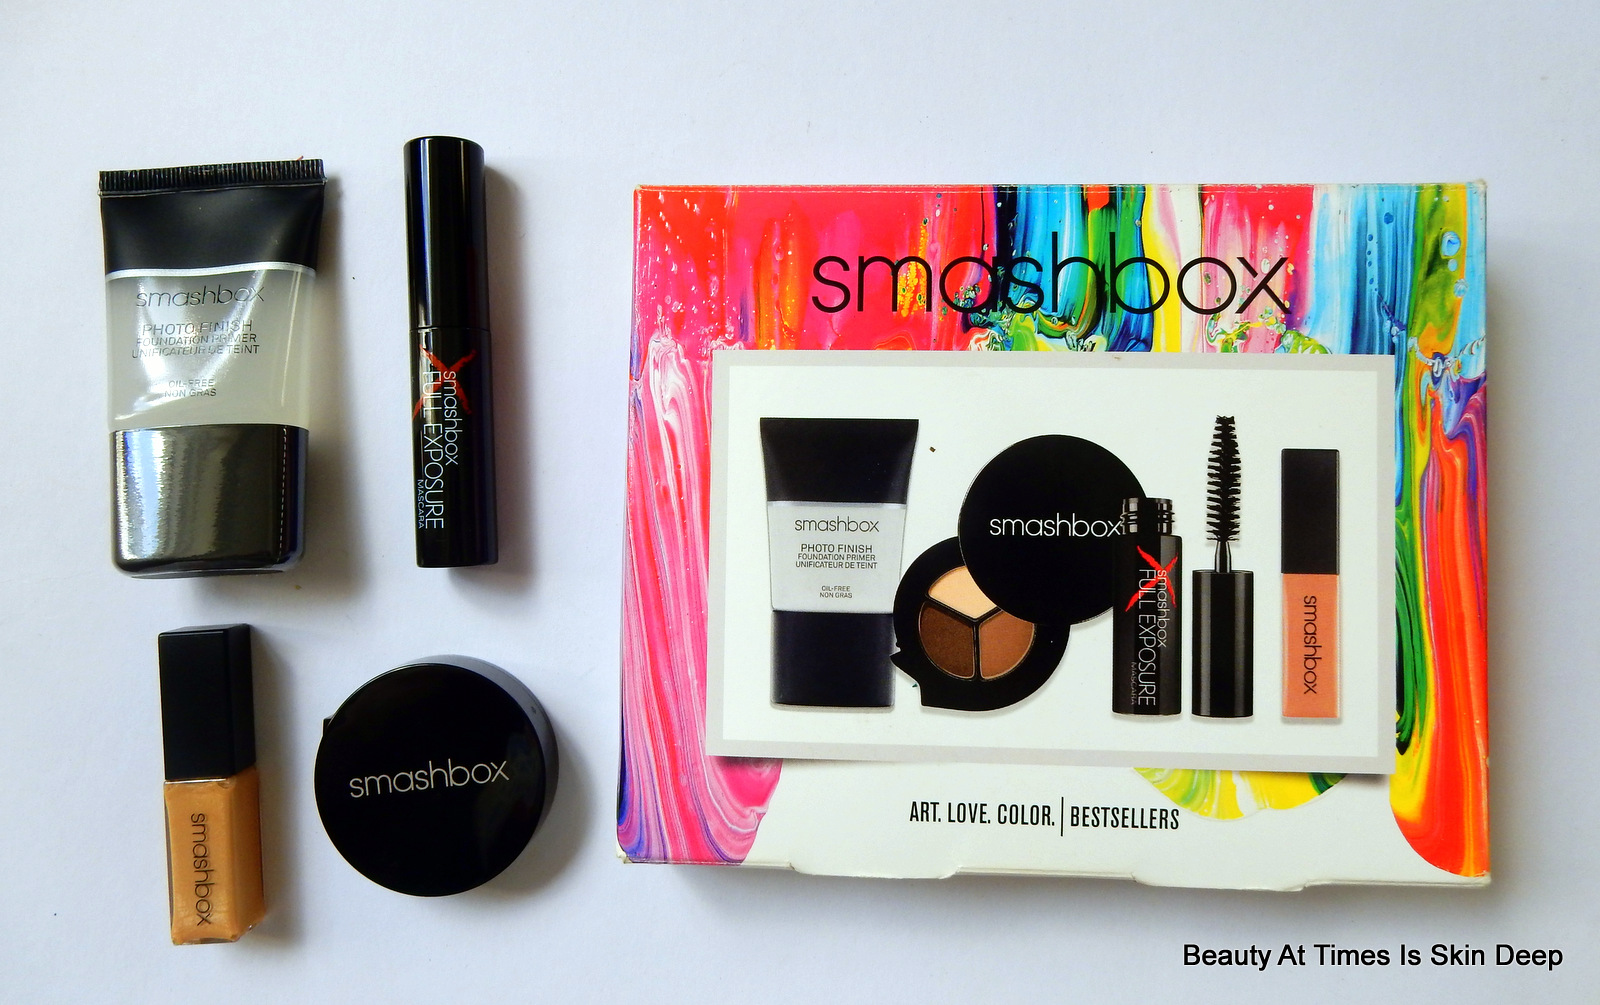 smashbox
PHOTO FINISH
FOUNDATION PRIMER
UNIFICATEUR DE TEINT
OIL-FREE
NON GRAS
smashbox
FULL EXPOSURE
MASCARA
smashbox
smashbox
smashbox
smashbox
PHOTO FINISH
FOUNDATION PRIMER
UNIFICATEUR DE TEINT
OIL-FREE
NON GRAS
smashbox
smashbox
FULL EXPOSURE
MASCARA
smashbox
ART. LOVE. COLOR. | BESTSELLERS
Beauty At Times Is Skin Deep